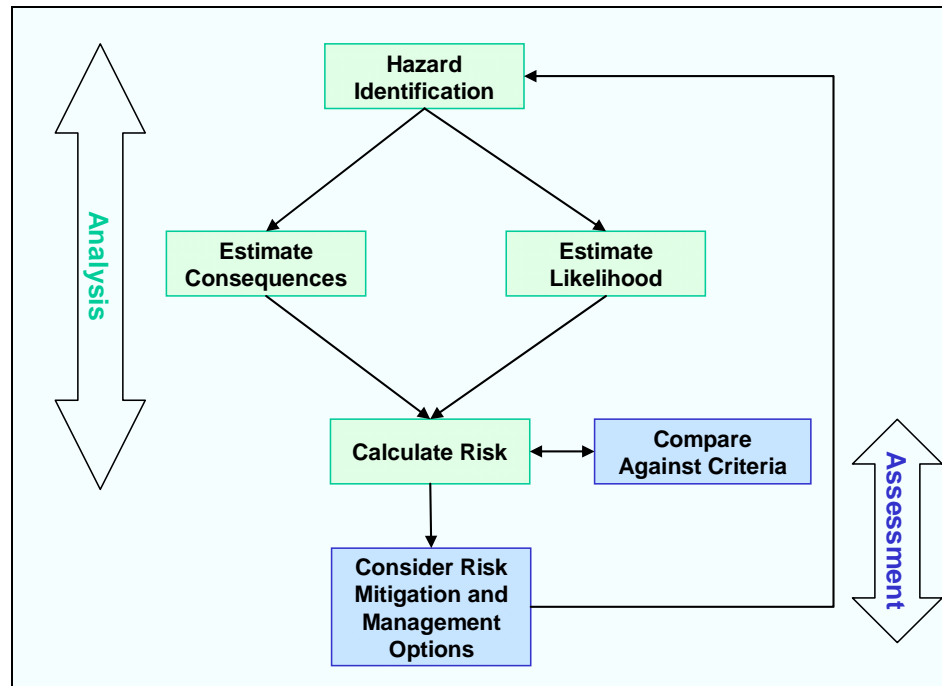 Hazard
Identification
Analysis
Estimate
Consequences
Estimate
Likelihood
Calculate Risk
Compare
Against Criteria
Assessment
Consider Risk
Mitigation and
Management
Options